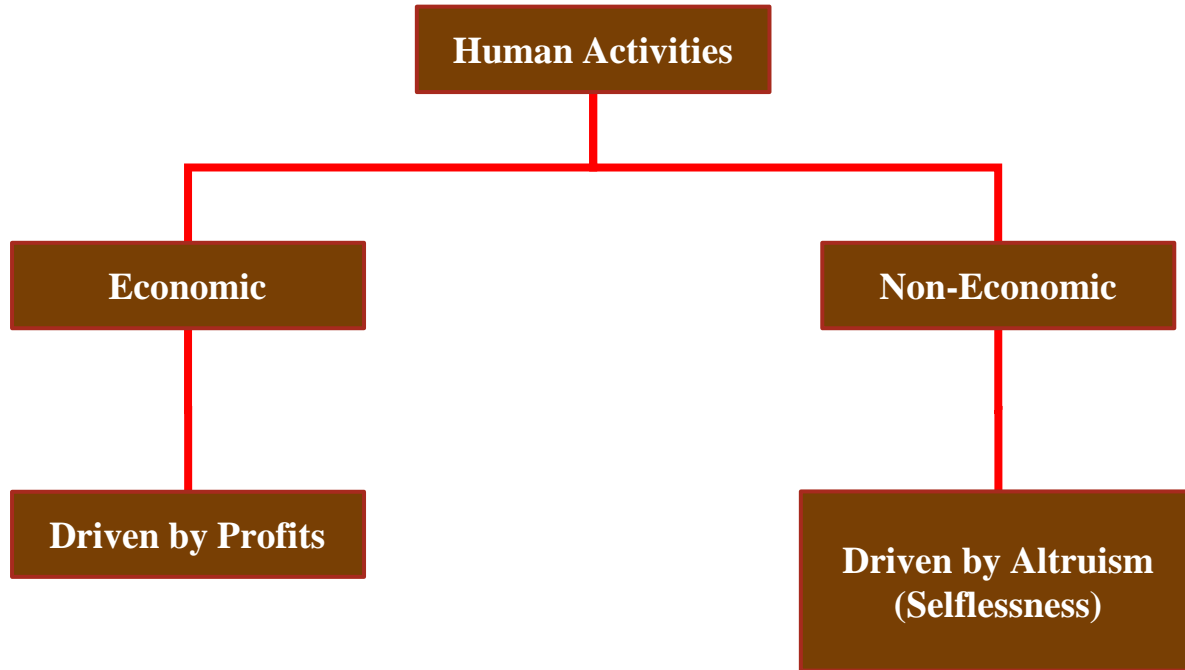 Human Activities
Economic
Non-Economic
Driven by Profits
Driven by Altruism
(Selflessness)